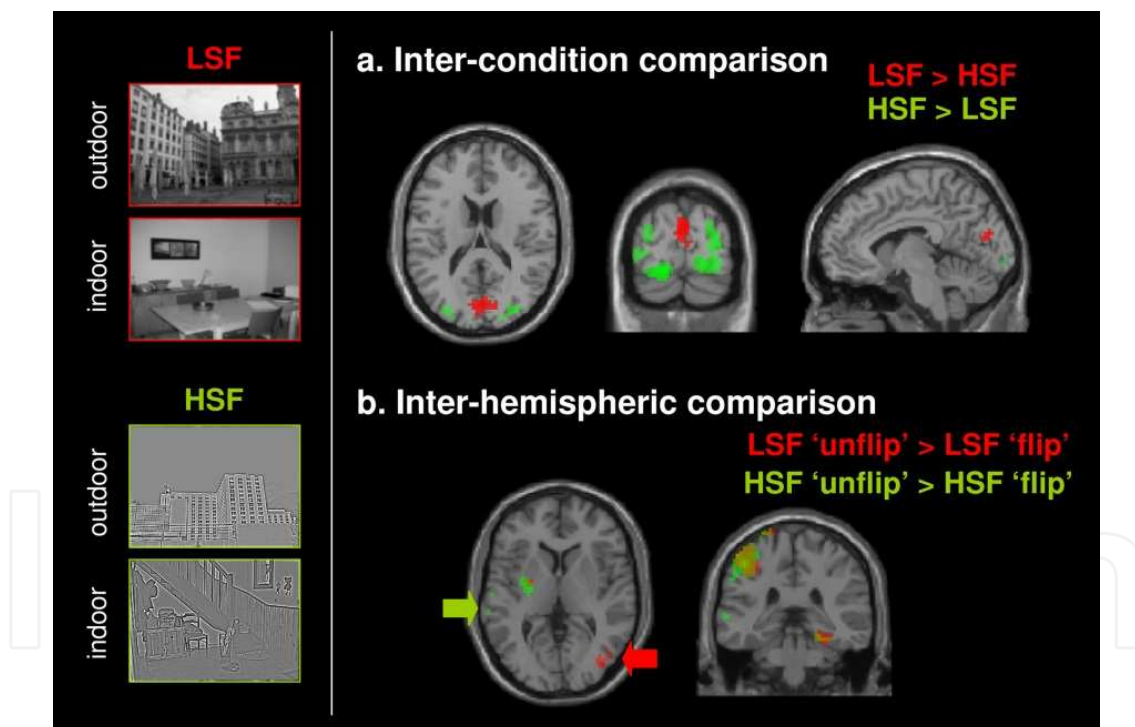 LSF
outdoor
indoor
HSF
outdoor
indoor
a. Inter-condition comparison
LSF > HSF
HSF > LSF
b. Inter-hemispheric comparison
LSF ‘unflip’ > LSF ‘flip’
HSF ‘unflip’ > HSF ‘flip’